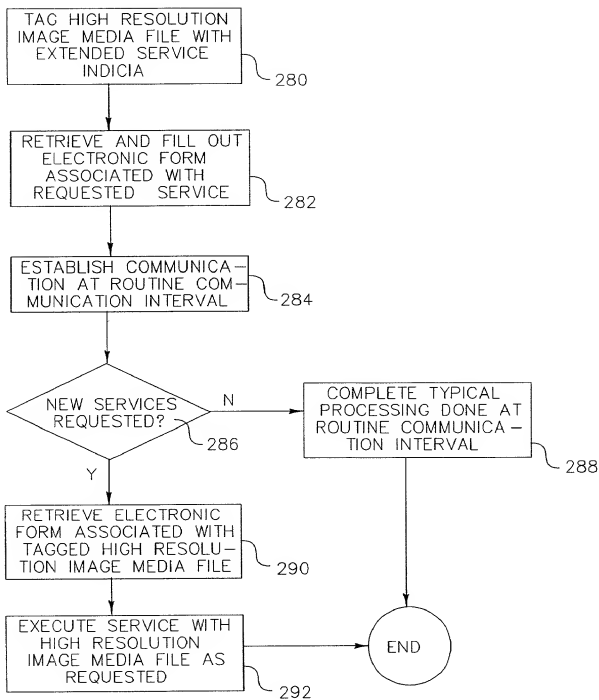 TAG HIGH RESOLUTION
IMAGE MEDIA FILE WITH
EXTENDED SERVICE
INDICIA
280
RETRIEVE AND FILL OUT
ELECTRONIC FORM
ASSOCIATED WITH
REQUESTED SERVICE
282
ESTABLISH COMMUNICA-
TION AT ROUTINE COM-
MUNICATION INTERVAL
284
NEW SERVICES
REQUESTED?
286
N
COMPLETE TYPICAL
PROCESSING DONE AT
ROUTINE COMMUNICA-
TION INTERVAL
288
Y
RETRIEVE ELECTRONIC
FORM ASSOCIATED WITH
TAGGED HIGH RESOLU-
TION IMAGE MEDIA FILE
290
EXECUTE SERVICE WITH
HIGH RESOLUTION
IMAGE MEDIA FILE AS
REQUESTED
292
END